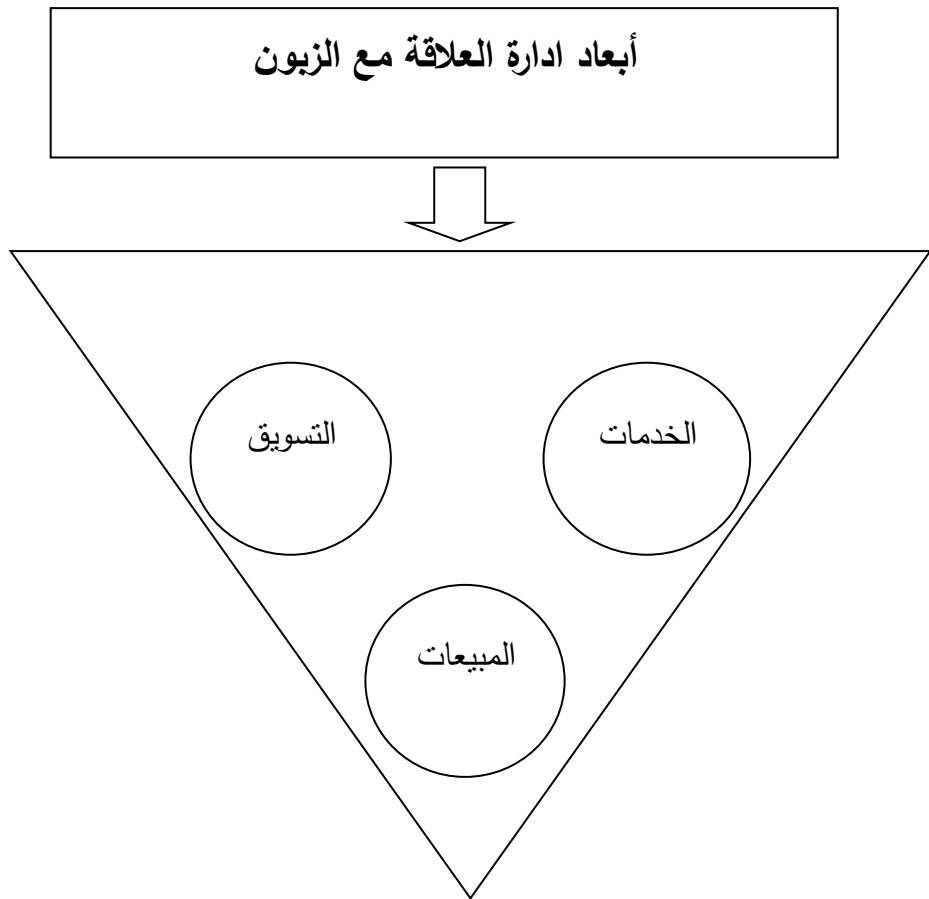 أبعاد ادارة العلاقة مع الزبون
الخدمات
التسويق
المبيعات